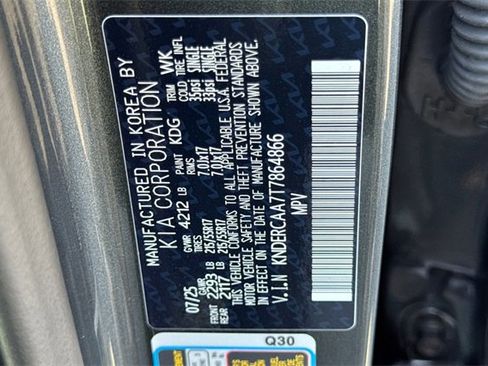 MANUFACTURED IN KOREA BY
KIA CORPORATION
07/25 GVWR 4212 LB PAINT KDG TRIM WK
GAWR TIRES RIMS COLD TIRE INFL
FRONT 2293 LB 215/55R17 7.0Jx17 35psi SINGLE
REAR 2117 LB 215/55R17 7.0Jx17 33psi SINGLE
THIS VEHICLE CONFORMS TO ALL APPLICABLE U.S.A. FEDERAL
MOTOR VEHICLE SAFETY AND THEFT PREVENTION STANDARDS
IN EFFECT ON THE DATE OF MANUFACTURE SHOWN ABOVE.
V.I.N KNDERCAA7T7864866
MPV
Q30